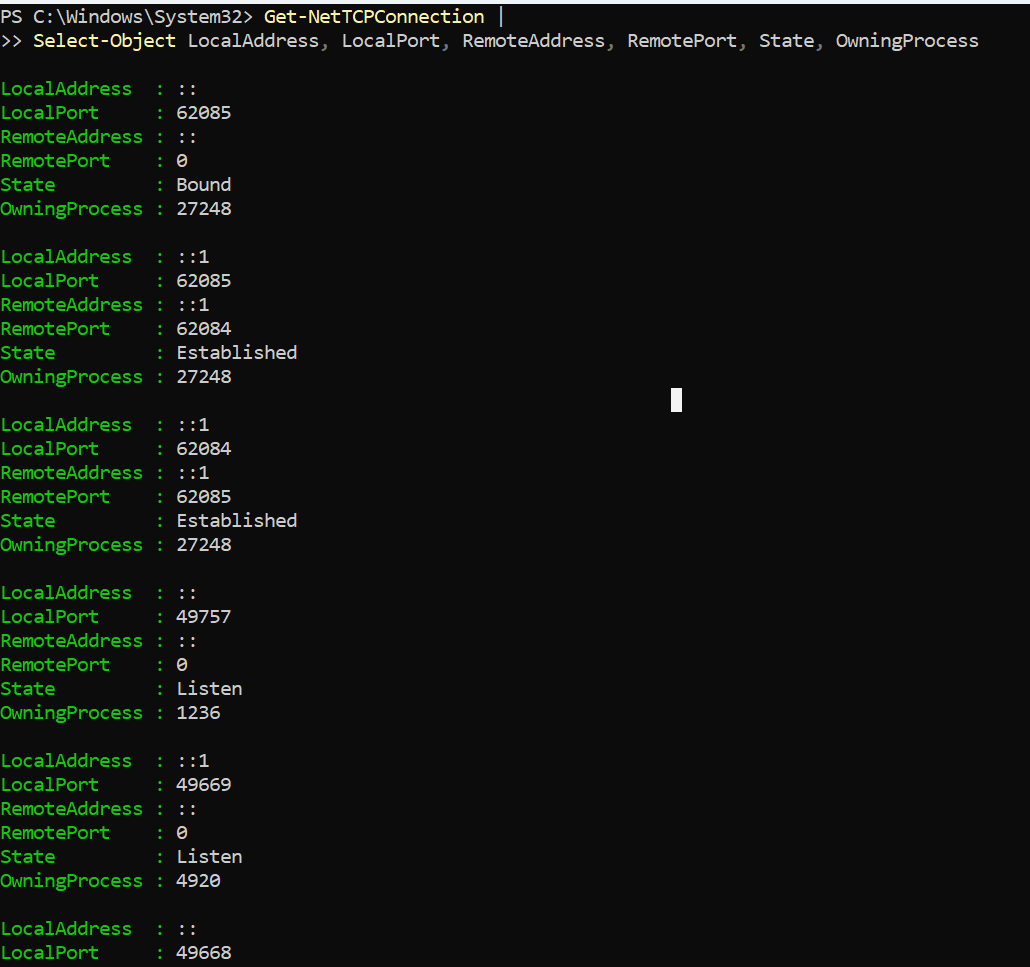 PS C:\Windows\System32> Get-NetTCPConnection |
>> Select-Object LocalAddress, LocalPort, RemoteAddress, RemotePort, State, OwningProcess
LocalAddress  : ::
LocalPort     : 62085
RemoteAddress : ::
RemotePort    : 0
State         : Bound
OwningProcess : 27248
LocalAddress  : ::1
LocalPort     : 62085
RemoteAddress : ::1
RemotePort    : 62084
State         : Established
OwningProcess : 27248
LocalAddress  : ::1
LocalPort     : 62084
RemoteAddress : ::1
RemotePort    : 62085
State         : Established
OwningProcess : 27248
LocalAddress  : ::
LocalPort     : 49757
RemoteAddress : ::
RemotePort    : 0
State         : Listen
OwningProcess : 1236
LocalAddress  : ::1
LocalPort     : 49669
RemoteAddress : ::
RemotePort    : 0
State         : Listen
OwningProcess : 4920
LocalAddress  : ::
LocalPort     : 49668